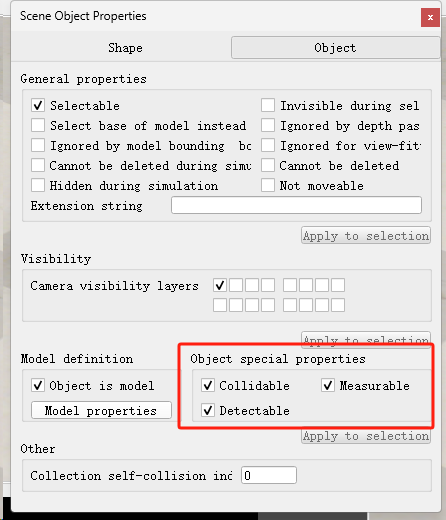 Scene Object Properties
x
Shape Object
General properties
Selectable Invisible during sel
Select base of model instead Ignored by depth pas
Ignored by model bounding bo Ignored for view-fit
Cannot be deleted during simu Cannot be deleted
Hidden during simulation Not moveable
Extension string
Apply to selection
Visibility
Camera visibility layers
Apply to selection
Model definition Object special properties
Object is model Collidable Measurable
Model properties Detectable
Apply to selection
Other
Collection self-collision ind 0